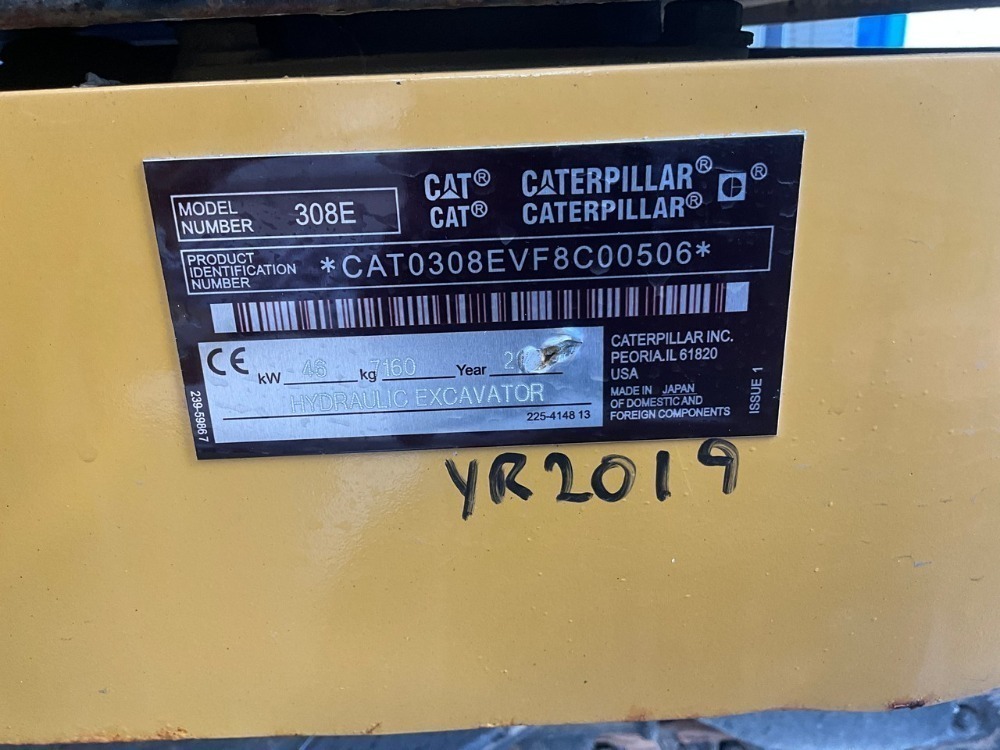 MODEL NUMBER 308E
CAT® CATERPILLAR® ®
CAT® CATERPILLAR®
PRODUCT IDENTIFICATION NUMBER *CAT0308EVF8C00506*
CE kW 46 kg 7160 Year 2
HYDRAULIC EXCAVATOR
225-4148 13
239-5986 7
CATERPILLAR INC.
PEORIA.IL 61820
USA
MADE IN JAPAN
OF DOMESTIC AND
FOREIGN COMPONENTS
ISSUE 1
YR2019